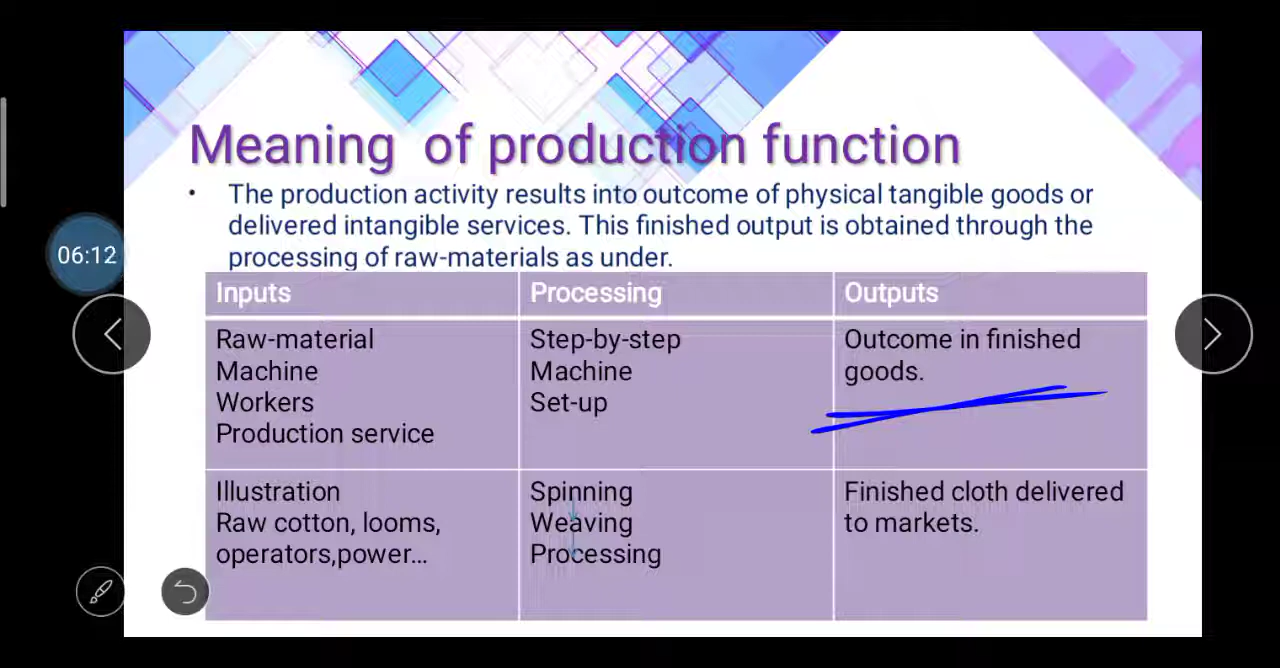 Meaning of production function
• The production activity results into outcome of physical tangible goods or
delivered intangible services. This finished output is obtained through the
processing of raw-materials as under.
06:12
Inputs
Processing
Outputs
Raw-material
Machine
Workers
Production service
Step-by-step
Machine
Set-up
Outcome in finished
goods.
Illustration
Raw cotton, looms,
operators,power...
Spinning
Weaving
Processing
Finished cloth delivered
to markets.